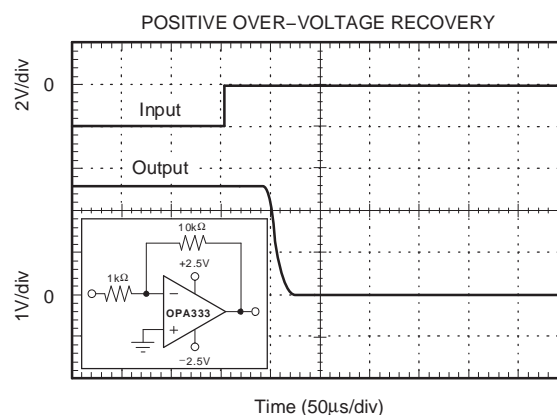 POSITIVE OVER−VOLTAGE RECOVERY
2V/div
0
Input
Output
10kΩ
+2.5V
1kΩ
OPA333
−2.5V
1V/div
0
Time (50µs/div)